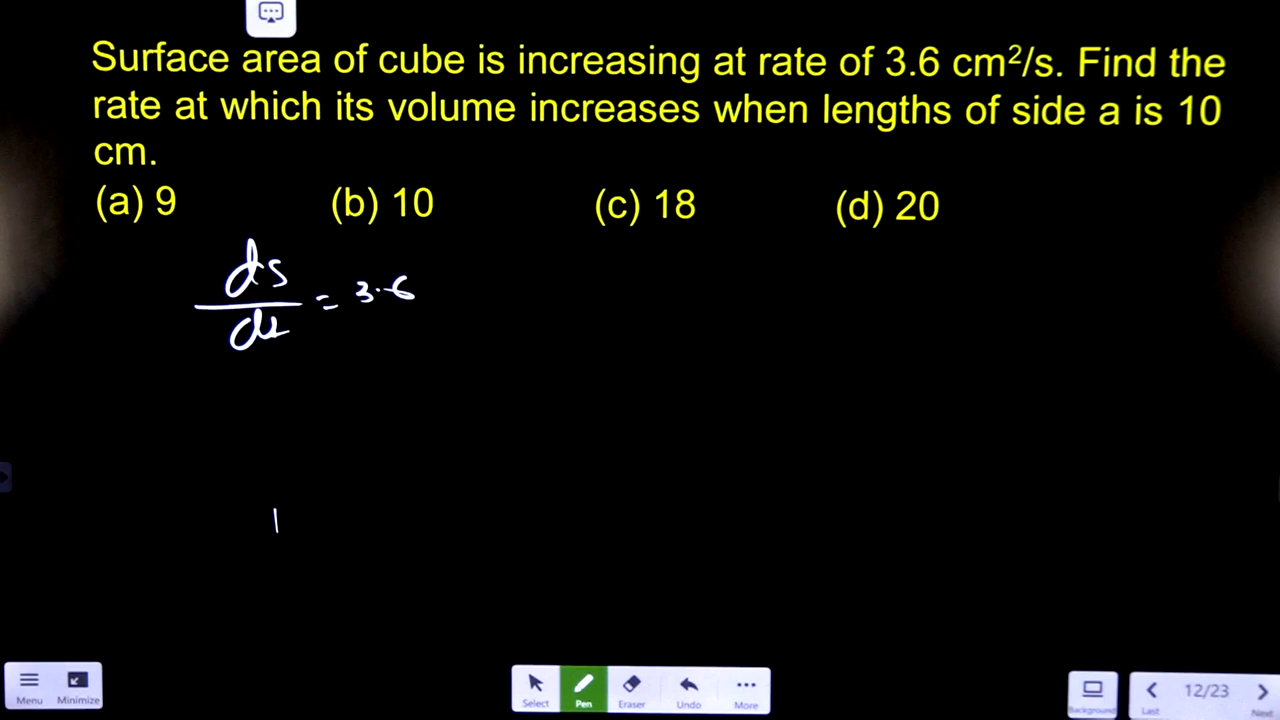 Surface area of cube is increasing at rate of 3.6 cm²/s. Find the
rate at which its volume increases when lengths of side a is 10
cm.
(a) 9 (b) 10 (c) 18 (d) 20
ds
dt = 3.6
Menu Minimize Select Pen Eraser Undo More Background Last 12/23 Next